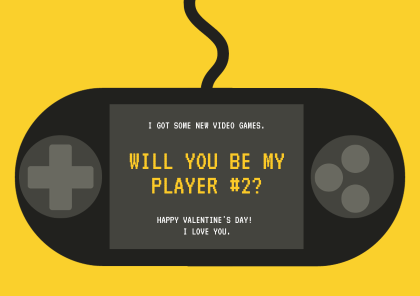 I GOT SOME NEW VIDEO GAMES.
WILL YOU BE MY
PLAYER #2?
HAPPY VALENTINE'S DAY!
I LOVE YOU.